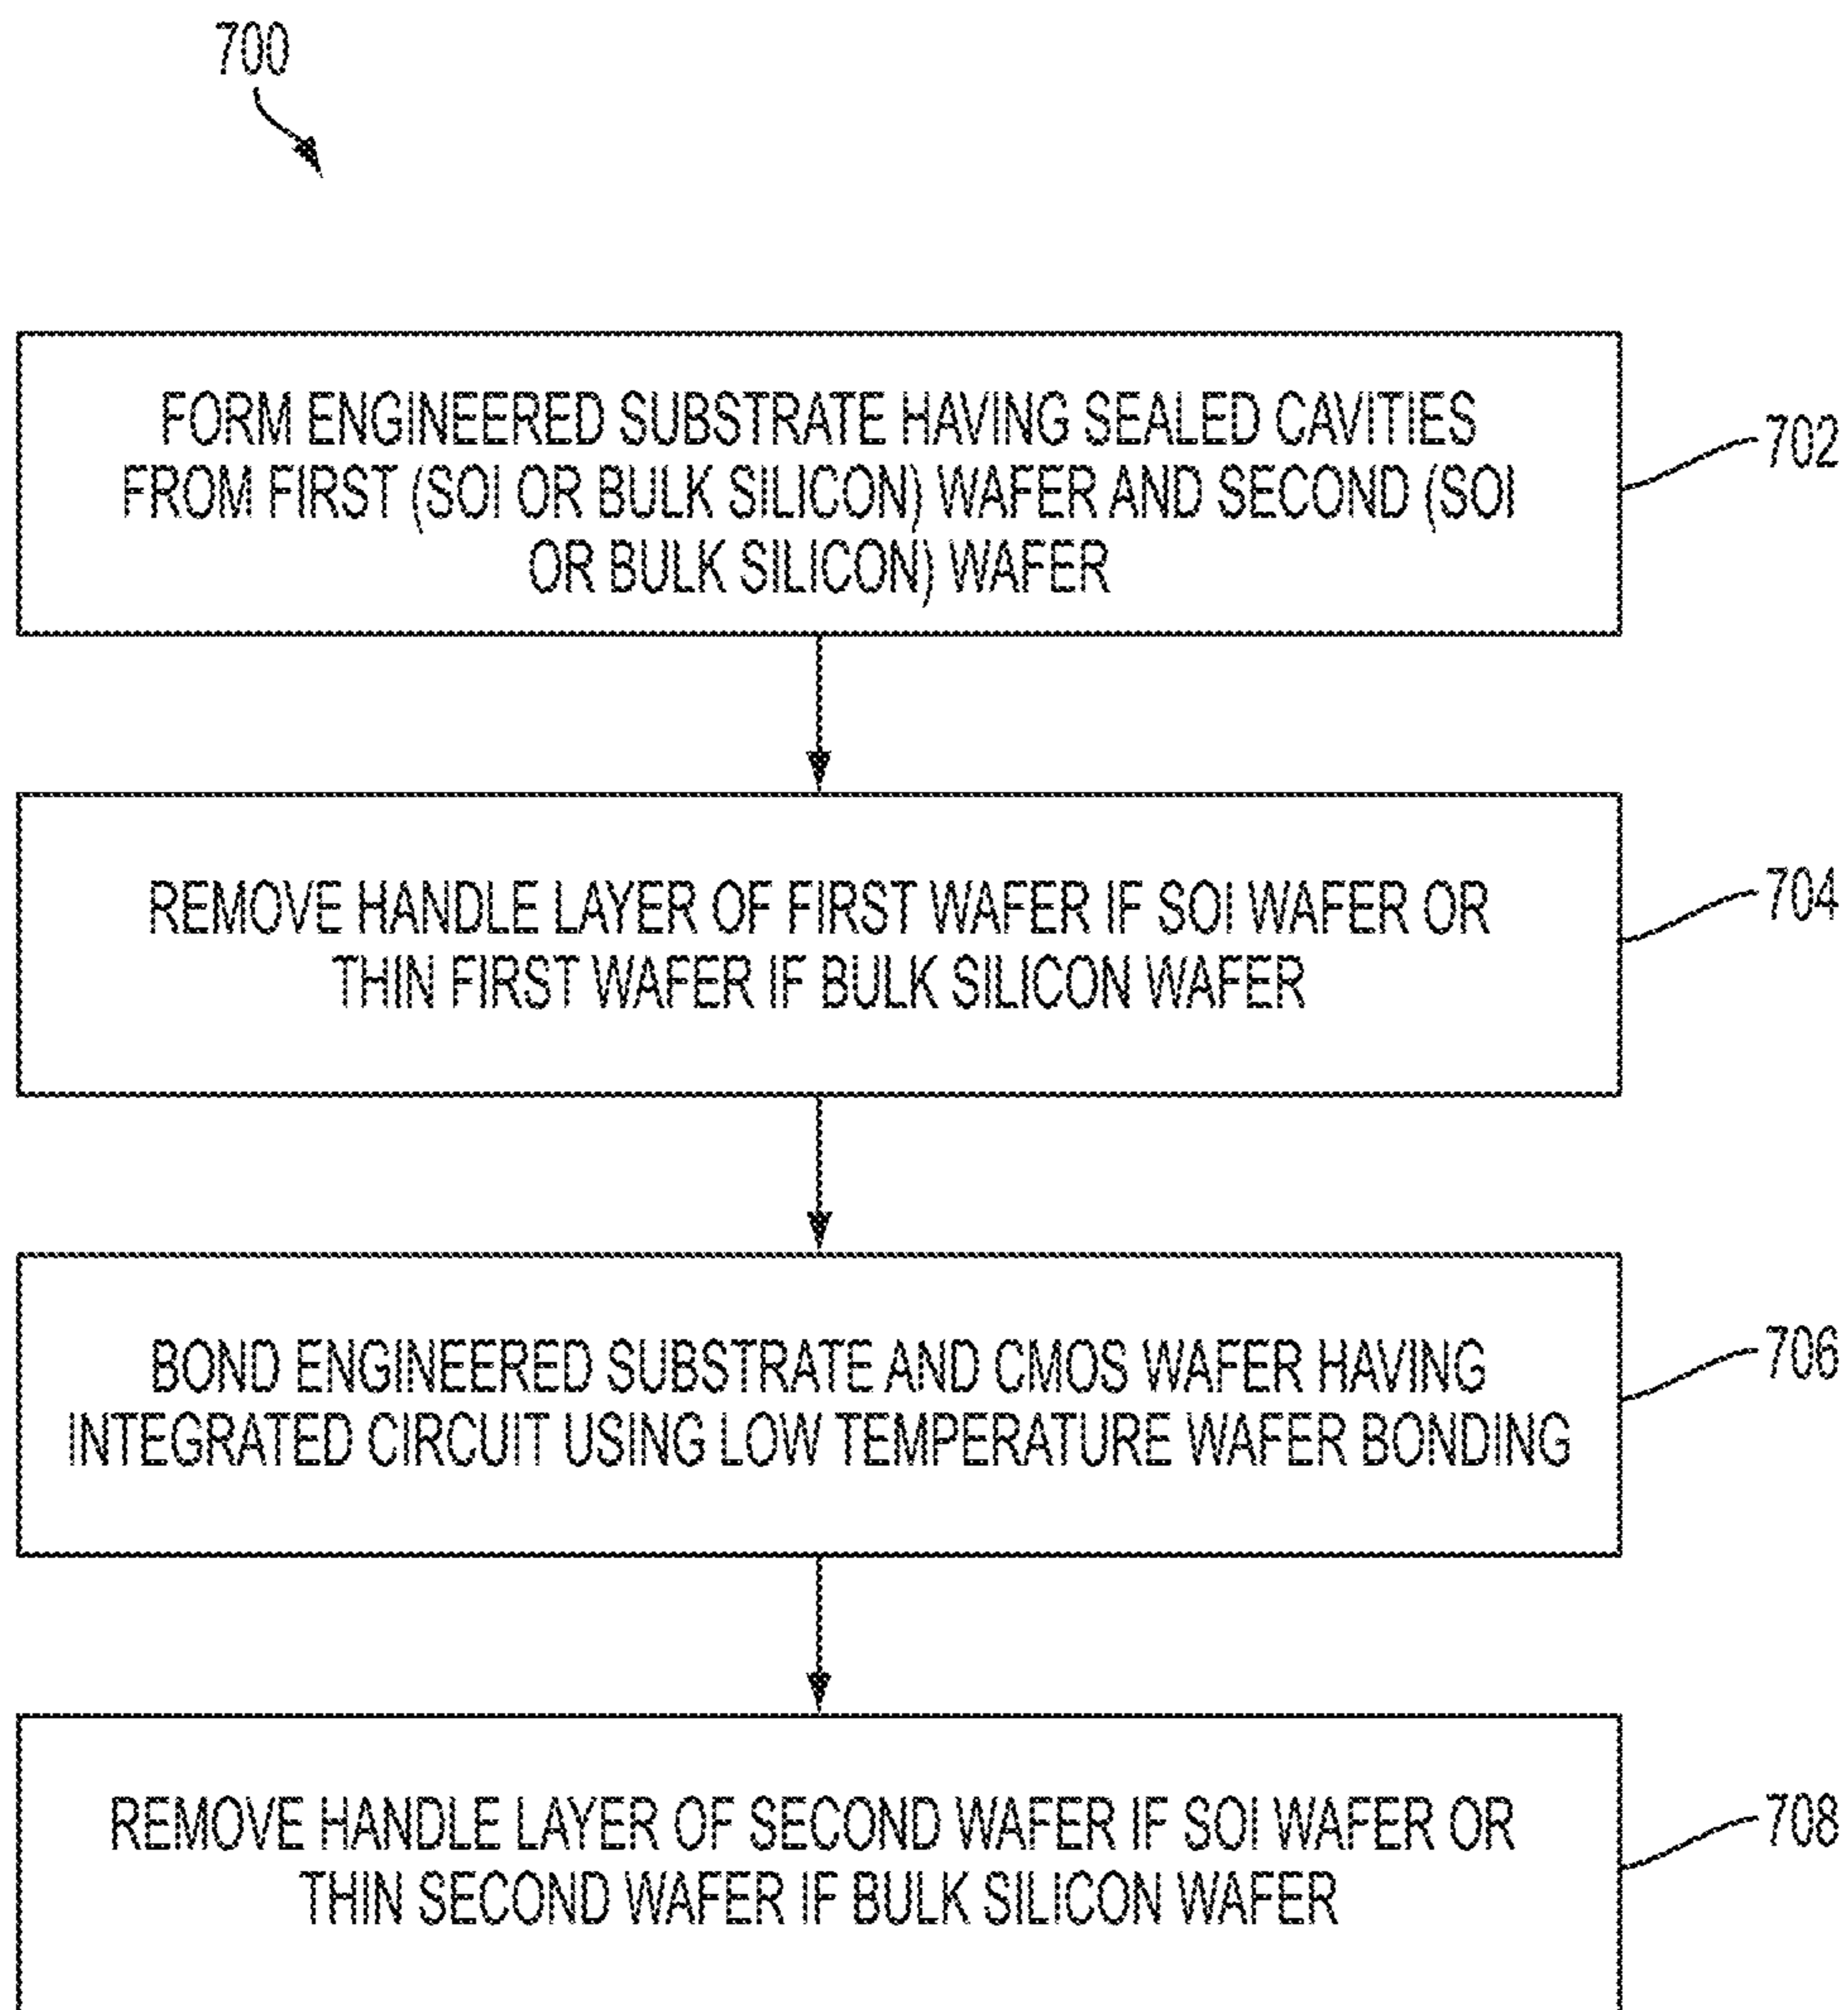 700
FORM ENGINEERED SUBSTRATE HAVING SEALED CAVITIES
FROM FIRST (SOI OR BULK SILICON) WAFER AND SECOND (SOI
OR BULK SILICON) WAFER
702
REMOVE HANDLE LAYER OF FIRST WAFER IF SOI WAFER OR
THIN FIRST WAFER IF BULK SILICON WAFER
704
BOND ENGINEERED SUBSTRATE AND CMOS WAFER HAVING
INTEGRATED CIRCUIT USING LOW TEMPERATURE WAFER BONDING
706
REMOVE HANDLE LAYER OF SECOND WAFER IF SOI WAFER OR
THIN SECOND WAFER IF BULK SILICON WAFER
708